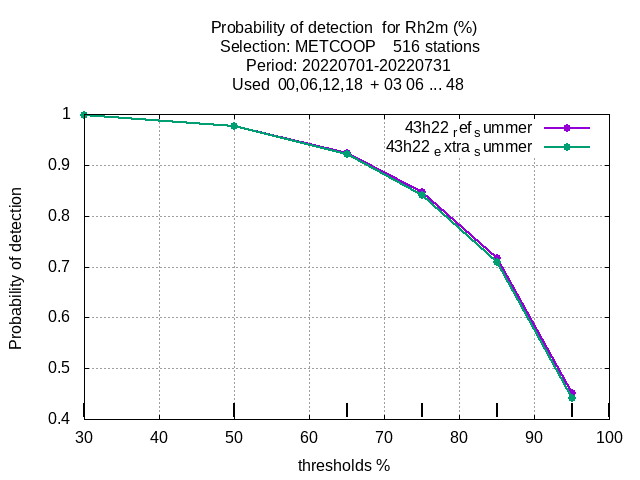 Probability of detection  for Rh2m (%)
Selection: METCOOP    516 stations
Period: 20220701-20220731
Used  00,06,12,18  + 03 06 ... 48
43h22 ref summer
43h22 extra summer
1
0.9
0.8
0.7
0.6
0.5
0.4
Probability of detection
30 40 50 60 70 80 90 100
thresholds %